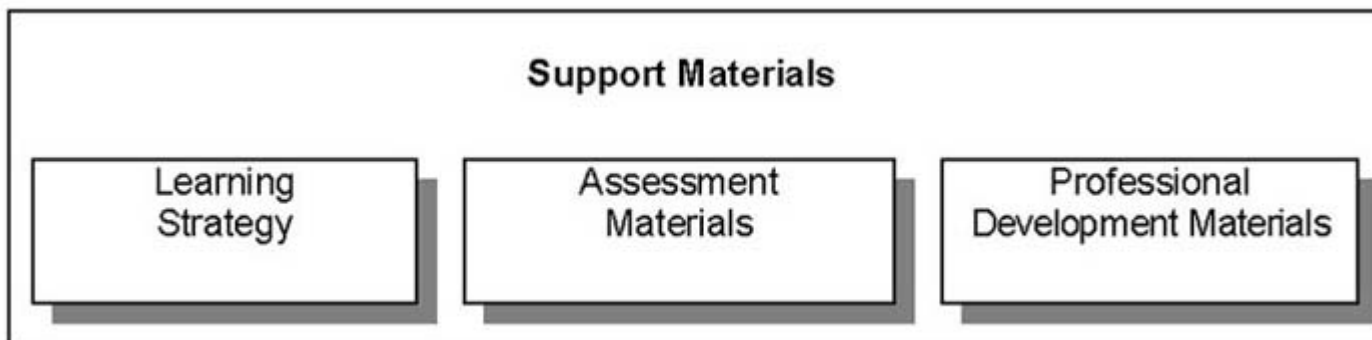 Support Materials
Learning
Strategy
Assessment
Materials
Professional
Development Materials